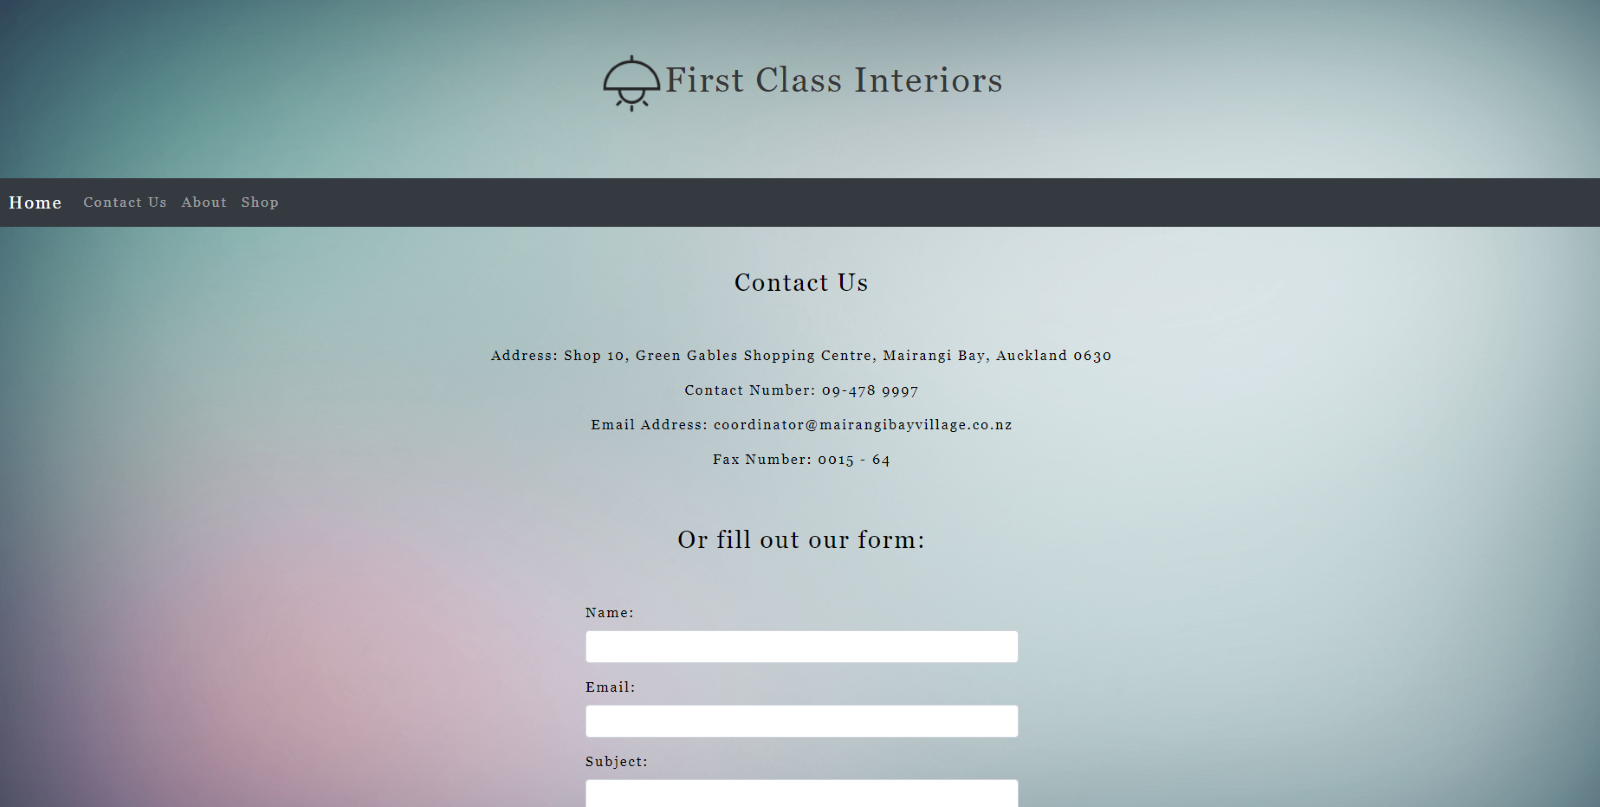 First Class Interiors
Home Contact Us About Shop
Contact Us
Address: Shop 10, Green Gables Shopping Centre, Mairangi Bay, Auckland 0630
Contact Number: 09-478 9997
Email Address: coordinator@mairangibayvillage.co.nz
Fax Number: 0015 - 64
Or fill out our form:
Name:
Email:
Subject: